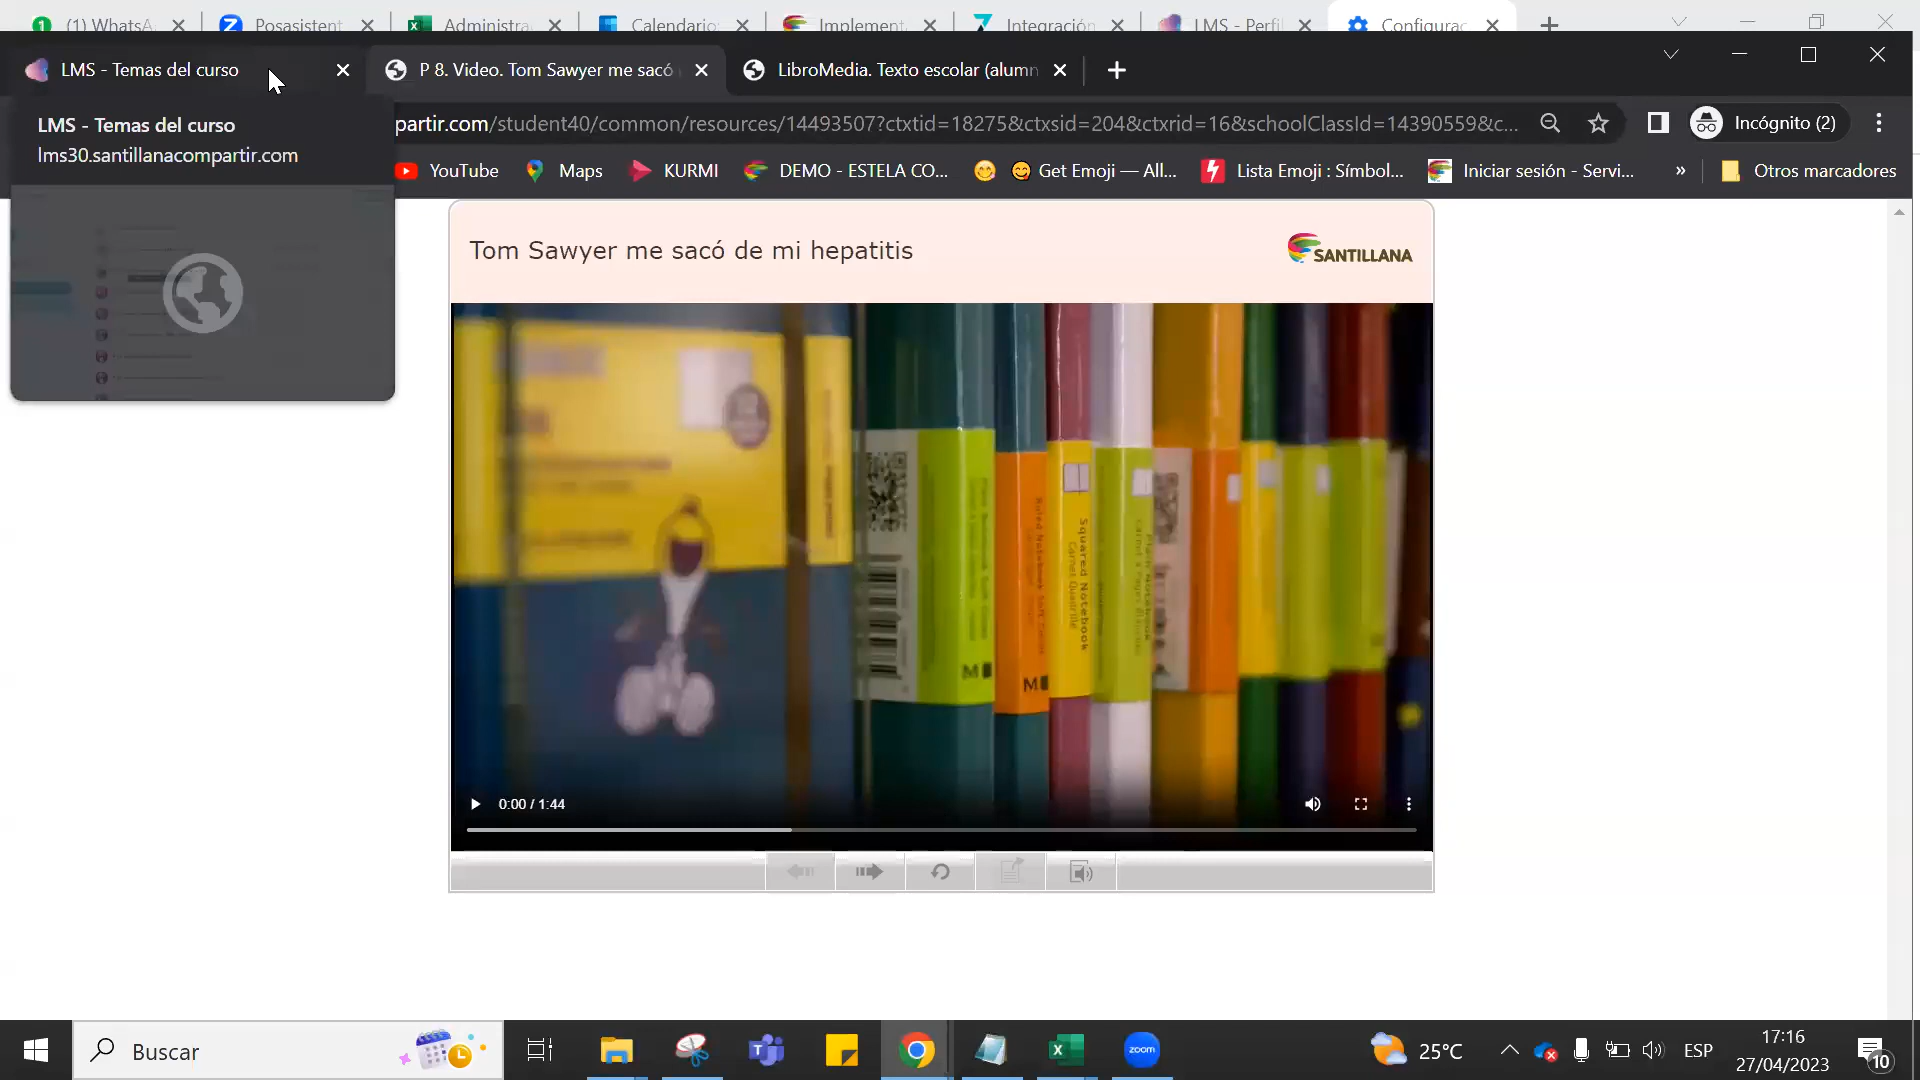 (1) WhatsA
Posasistent
Administra
Calendario
Implement
Integración
LMS - Perfil
Configurac
LMS - Temas del curso
P 8. Video. Tom Sawyer me sacó
LibroMedia. Texto escolar (alumn
LMS - Temas del curso
lms30.santillanacompartir.com
partir.com/student40/common/resources/14493507?ctxtid=18275&ctxsid=204&ctxrid=16&schoolClassId=14390559&c...
Incógnito (2)
YouTube
Maps
KURMI
DEMO - ESTELA CO...
Get Emoji — All...
Lista Emoji : Símbol...
Iniciar sesión - Servi...
»
Otros marcadores
Tom Sawyer me sacó de mi hepatitis
SANTILLANA
Squared Notebook
M
M
0:00 / 1:44
Buscar
zoom
25°C
ESP
17:16
27/04/2023
10